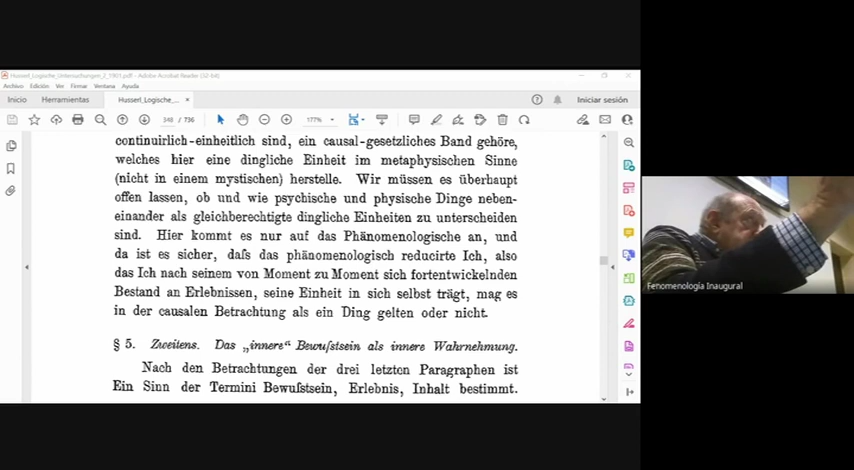 Husserl_Logische_Untersuchungen_2_1901.pdf - Adobe Acrobat Reader (32-bit)
Archivo Edición Ver Firmar Ventana Ayuda
Inicio Herramientas Husserl_Logische_... × Iniciar sesión
348 / 736 177%
continuirlich-einheitlich sind, ein causal-gesetzliches Band gehöre,
welches hier eine dingliche Einheit im metaphysischen Sinne
(nicht in einem mystischen) herstelle. Wir müssen es überhaupt
offen lassen, ob und wie psychische und physische Dinge neben-
einander als gleichberechtigte dingliche Einheiten zu unterscheiden
sind. Hier kommt es nur auf das Phänomenologische an, und
da ist es sicher, daſs das phänomenologisch reducirte Ich, also
das Ich nach seinem von Moment zu Moment sich fortentwickelnden
Bestand an Erlebnissen, seine Einheit in sich selbst trägt, mag es
in der causalen Betrachtung als ein Ding gelten oder nicht.
§ 5. Zweitens. Das „innere“ Bewuſstsein als innere Wahrnehmung.
Nach den Betrachtungen der drei letzton Paragraphen ist
Ein Sinn der Termini Bewuſstsein, Erlebnis, Inhalt bestimmt.
Fenomenología Inaugural